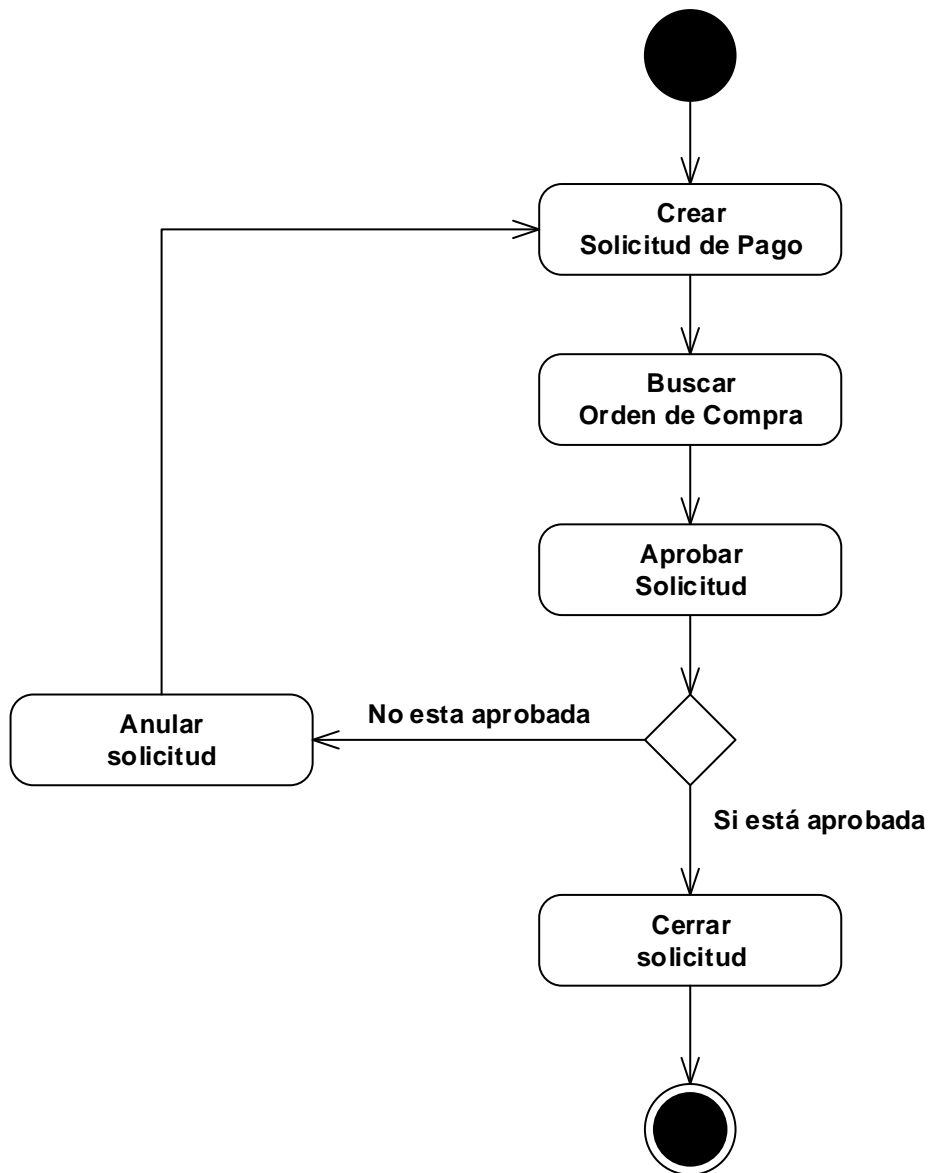 Crear
Solicitud de Pago
Buscar
Orden de Compra
Aprobar
Solicitud
No esta aprobada
Anular
solicitud
Si está aprobada
Cerrar
solicitud